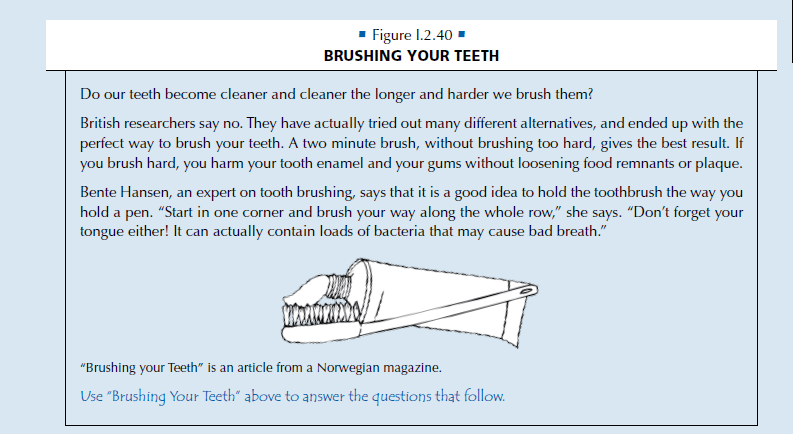 ▪ Figure I.2.40 ▪
BRUSHING YOUR TEETH
Do our teeth become cleaner and cleaner the longer and harder we brush them?
British researchers say no. They have actually tried out many different alternatives, and ended up with the
perfect way to brush your teeth. A two minute brush, without brushing too hard, gives the best result. If
you brush hard, you harm your tooth enamel and your gums without loosening food remnants or plaque.
Bente Hansen, an expert on tooth brushing, says that it is a good idea to hold the toothbrush the way you
hold a pen. “Start in one corner and brush your way along the whole row,” she says. “Don’t forget your
tongue either! It can actually contain loads of bacteria that may cause bad breath.”
“Brushing your Teeth” is an article from a Norwegian magazine.
Use “Brushing Your Teeth” above to answer the questions that follow.